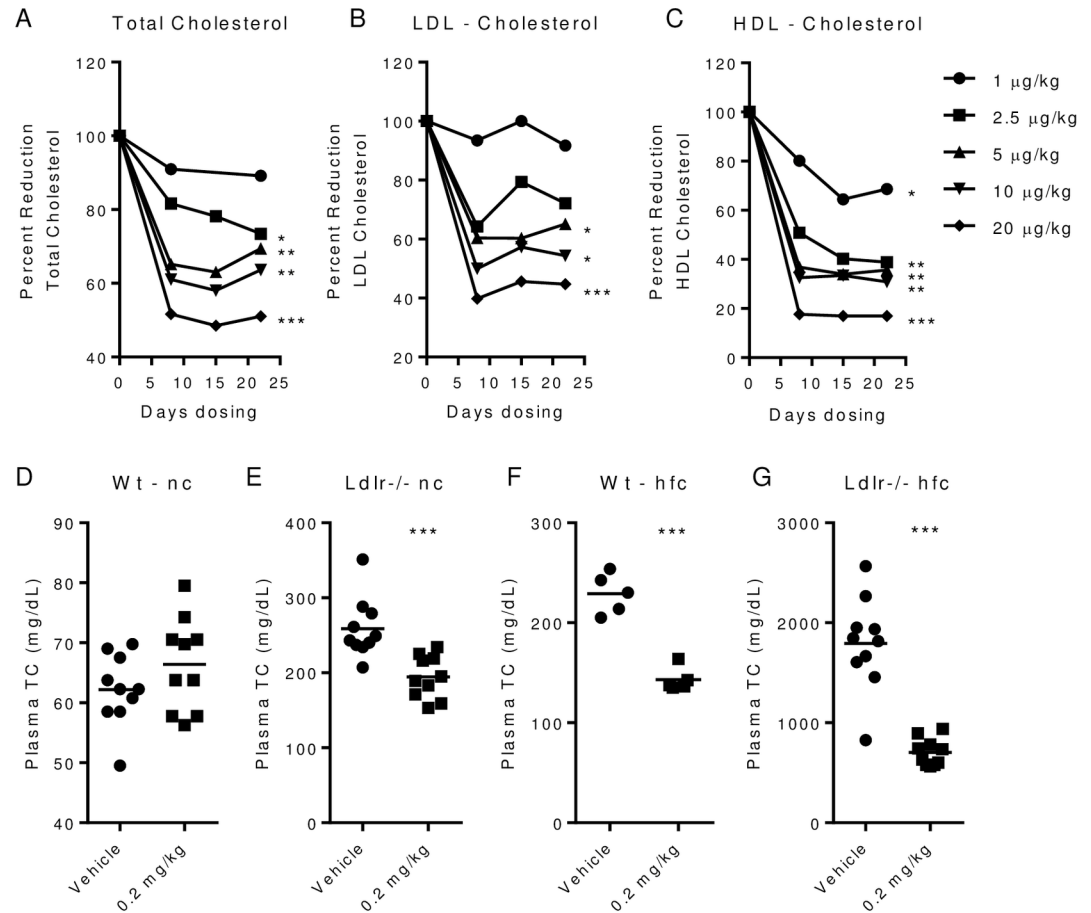 A Total Cholesterol
B LDL - Cholesterol
C HDL - Cholesterol
Percent Reduction
Total Cholesterol
120
100
80
60
40
0 5 10 15 20 25
Days dosing
*
**
**
***
Percent Reduction
LDL Cholesterol
120
100
80
60
40
20
0 5 10 15 20 25
Days dosing
*
*
***
Percent Reduction
HDL Cholesterol
120
100
80
60
40
20
0
0 5 10 15 20 25
Days dosing
*
**
**
**
***
1 μg/kg
2.5 μg/kg
5 μg/kg
10 μg/kg
20 μg/kg
D Wt - nc
Plasma TC (mg/dL)
90
80
70
60
50
40
Vehicle
0.2 mg/kg
E Ldlr-/- nc
Plasma TC (mg/dL)
400
300
200
100
0
***
Vehicle
0.2 mg/kg
F Wt - hfc
Plasma TC (mg/dL)
300
200
100
0
***
Vehicle
0.2 mg/kg
G Ldlr-/- hfc
Plasma TC (mg/dL)
3000
2000
1000
0
***
Vehicle
0.2 mg/kg